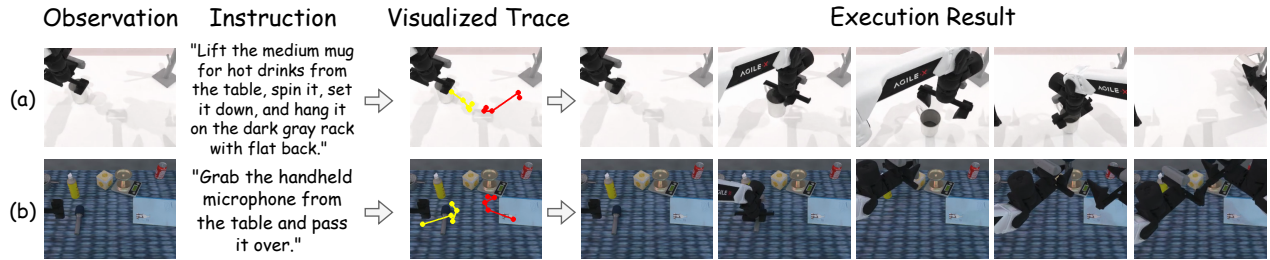 Observation Instruction Visualized Trace Execution Result
(a)
"Lift the medium mug
for hot drinks from
the table, spin it, set
it down, and hang it
on the dark gray rack
with flat back."
AGILE·X
AGILE·X
AGILE·X
(b)
"Grab the handheld
microphone from
the table and pass
it over."